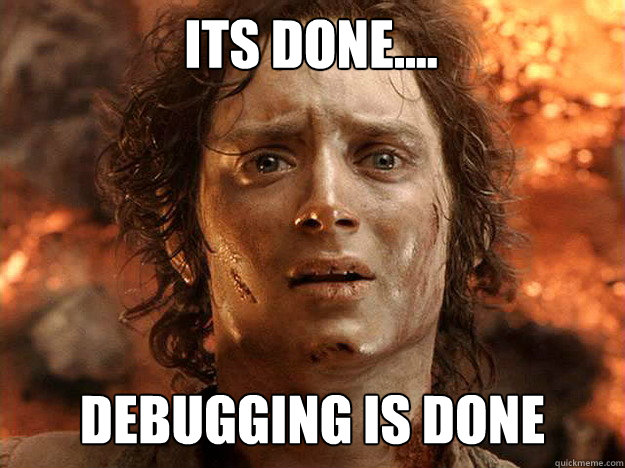 ITS DONE....
DEBUGGING IS DONE
quickmeme.com